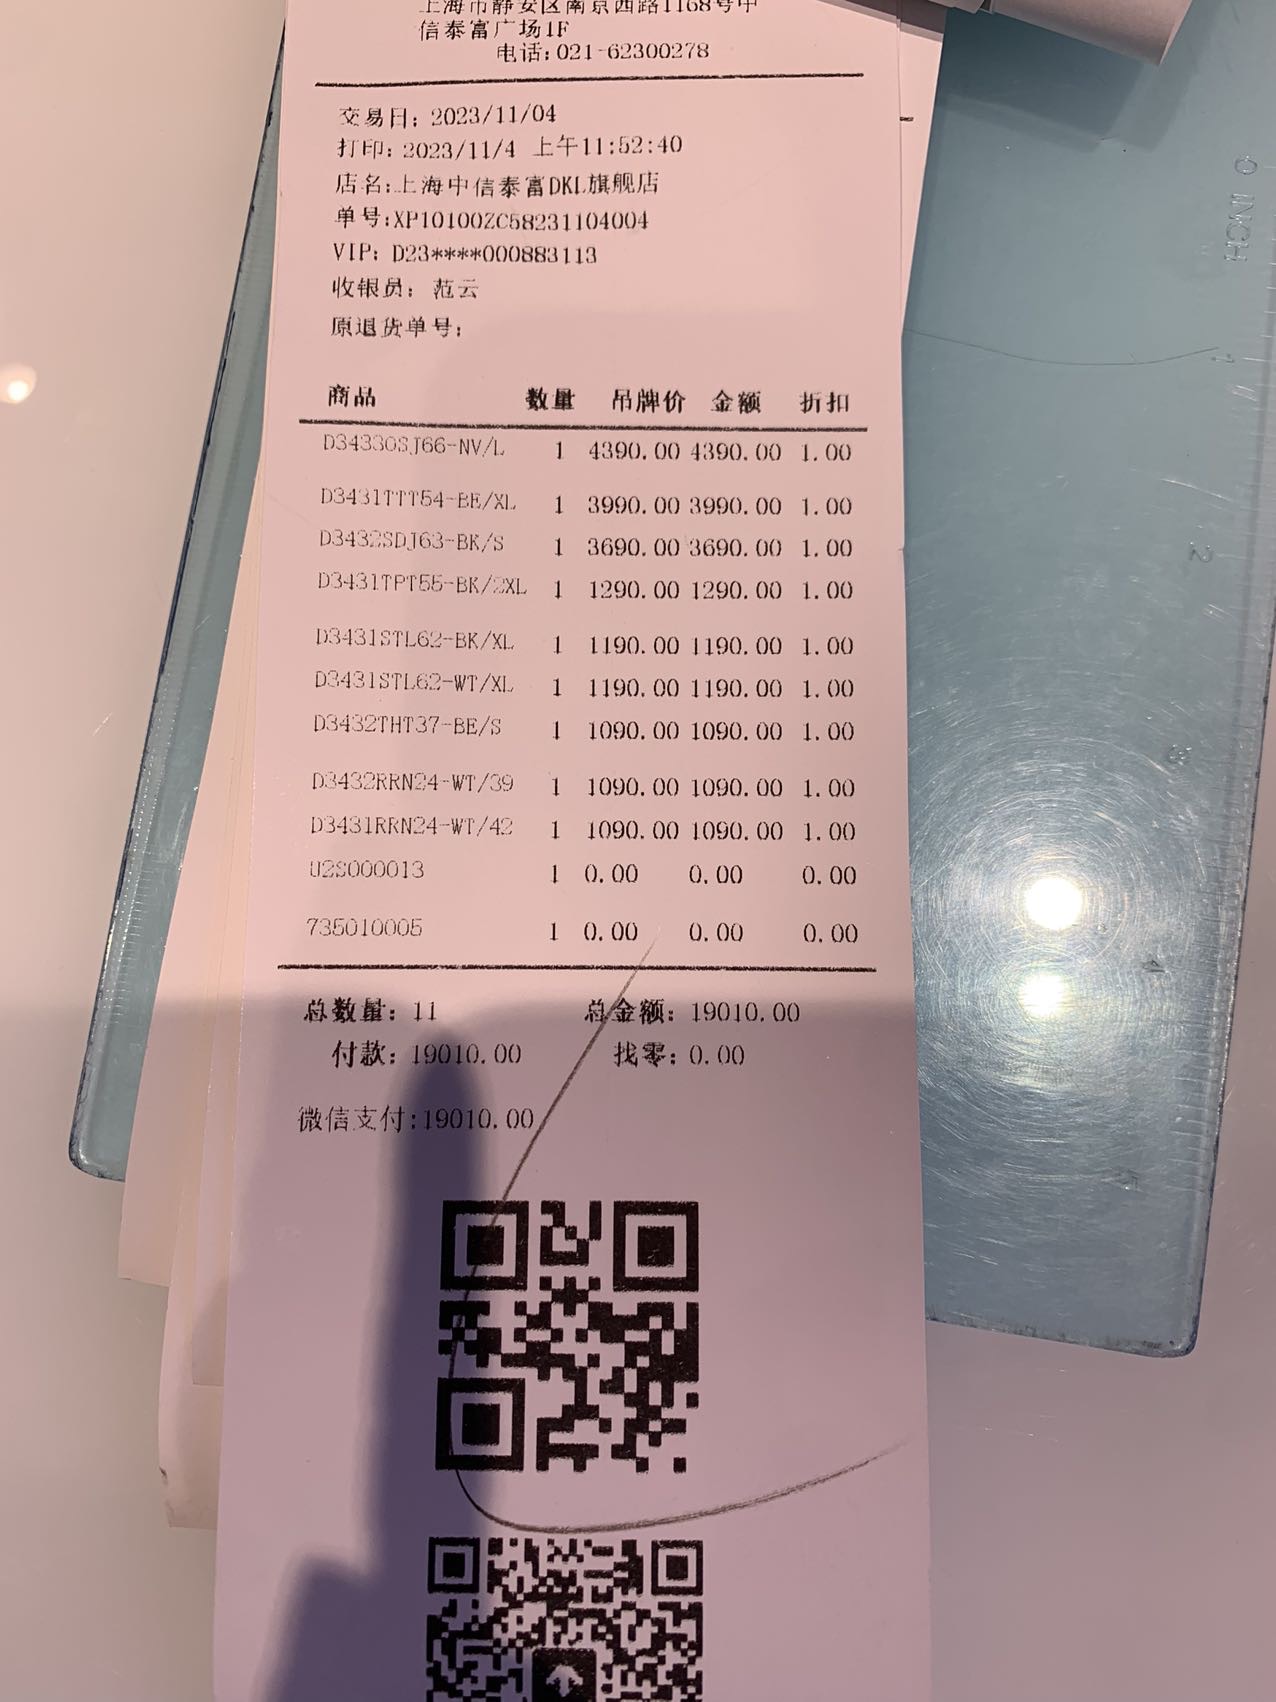 上海市静安区南京西路1168号中
信泰富广场1F
电话:021-62300278
交易日: 2023/11/04
打印: 2023/11/4 上午11:52:40
店名:上海中信泰富DKL旗舰店
单号:XP10100ZC58231104004
VIP: D23****000883113
收银员: 范云
原退货单号:
商品 数量 吊牌价 金额 折扣
D34330SJ66-NV/L 1 4390.00 4390.00 1.00
D3431TTT54-BE/XL 1 3990.00 3990.00 1.00
D3432SDJ63-BK/S 1 3690.00 3690.00 1.00
D3431TPT55-BK/2XL 1 1290.00 1290.00 1.00
D3431STL62-BK/XL 1 1190.00 1190.00 1.00
D3431STL62-WT/XL 1 1190.00 1190.00 1.00
D3432THT37-BE/S 1 1090.00 1090.00 1.00
D3432RRN24-WT/39 1 1090.00 1090.00 1.00
D3431RRN24-WT/42 1 1090.00 1090.00 1.00
U2S000013 1 0.00 0.00 0.00
735010005 1 0.00 0.00 0.00
总数量: 11 总金额: 19010.00
付款: 19010.00 找零: 0.00
微信支付:19010.00
0 INCH
1
2
3
4